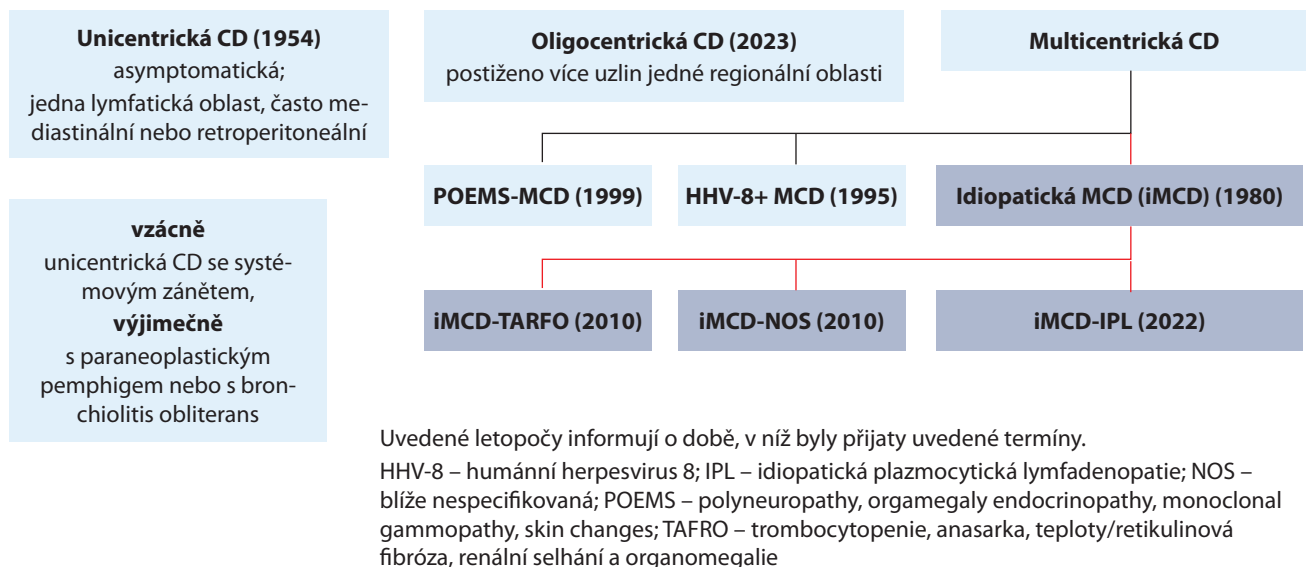 Unicentrická CD (1954)
asymptomatická;
jedna lymfatická oblast, často me-
diastinální nebo retroperitoneální
Oligocentrická CD (2023)
postiženo více uzlin jedné regionální oblasti
Multicentrická CD
POEMS-MCD (1999)
HHV-8+ MCD (1995)
Idiopatická MCD (iMCD) (1980)
vzácně
unicentrická CD se systé-
movým zánětem,
výjimečně
s paraneoplastickým
pemphigem nebo s bron-
chiolitis obliterans
iMCD-TARFO (2010)
iMCD-NOS (2010)
iMCD-IPL (2022)
Uvedené letopočy informují o době, v níž byly přijaty uvedené termíny.
HHV-8 – humánní herpesvirus 8; IPL – idiopatická plazmocytická lymfadenopatie; NOS –
blíže nespecifikovaná; POEMS – polyneuropathy, orgamegaly endocrinopathy, monoclonal
gammopathy, skin changes; TAFRO – trombocytopenie, anasarka, teploty/retikulinová
fibróza, renální selhání a organomegalie